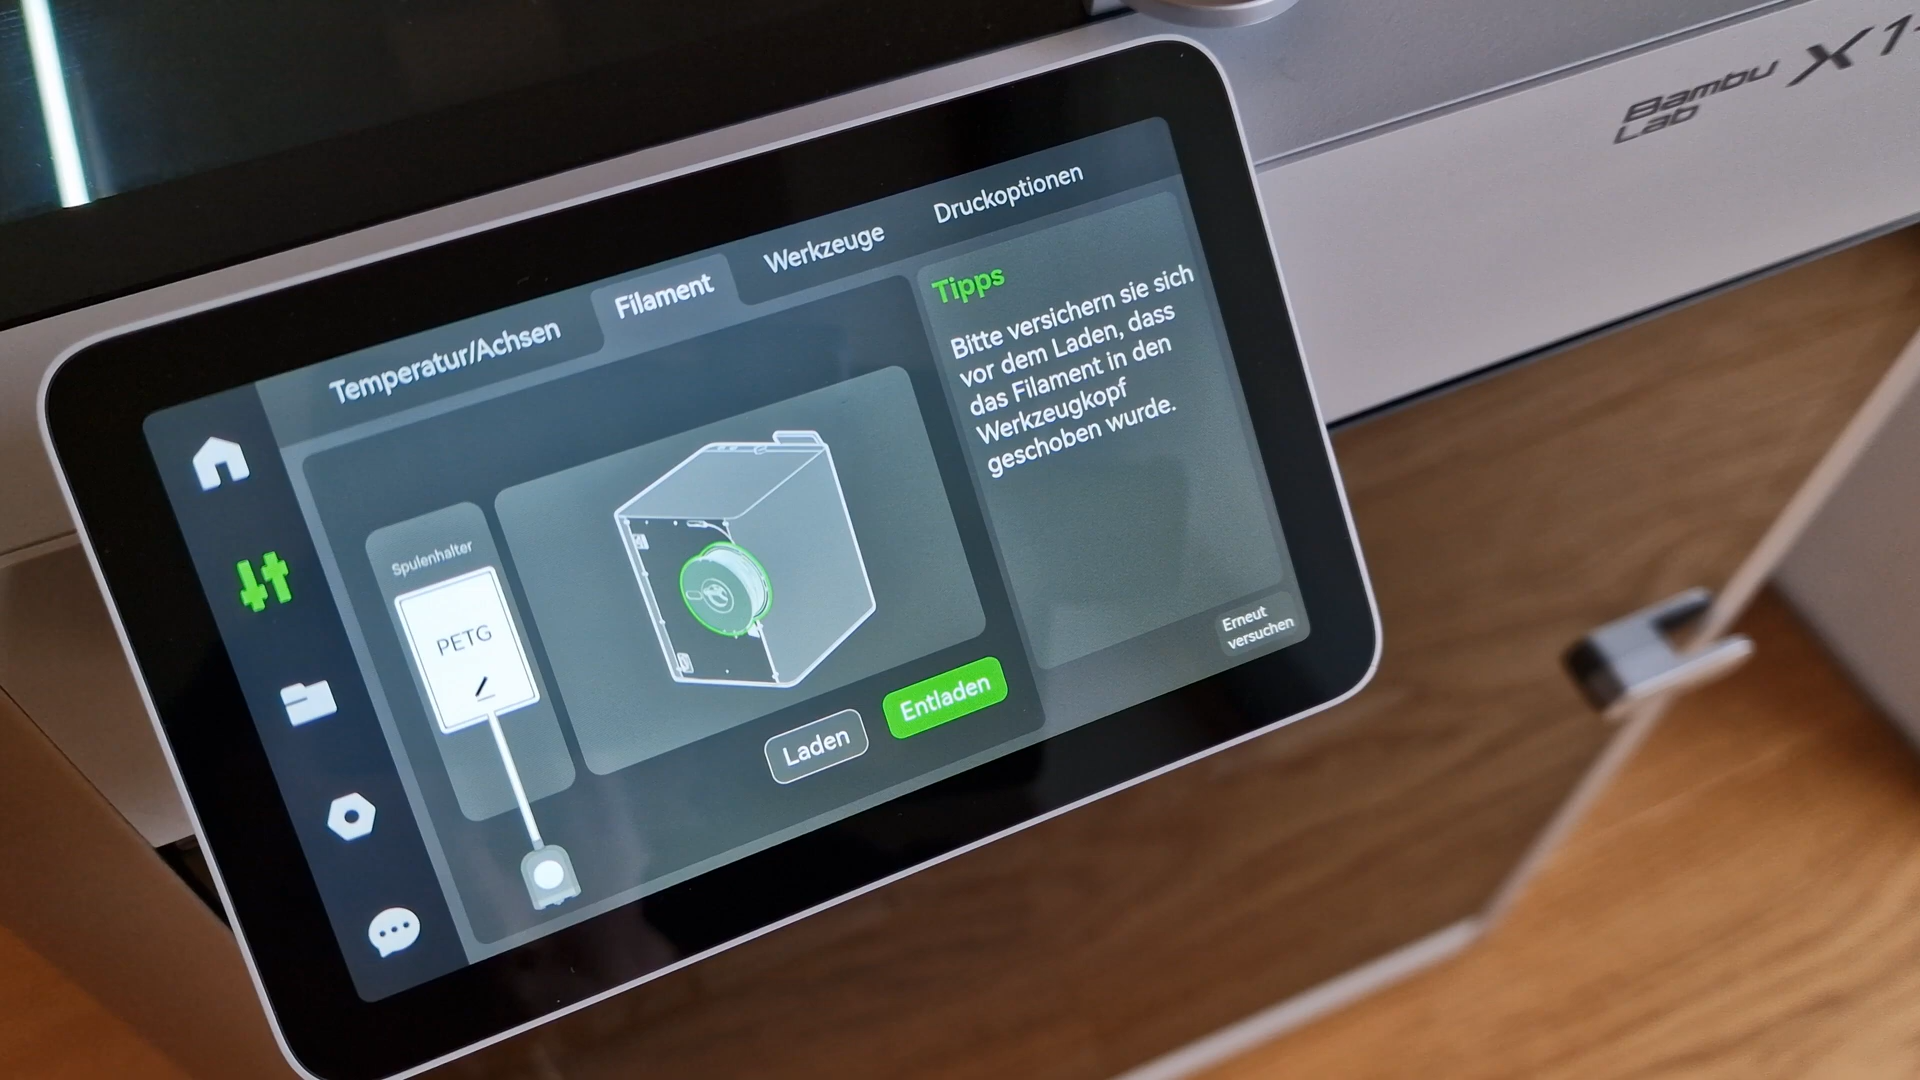 Bambu
Lab
X1-
Temperatur/Achsen
Filament
Werkzeuge
Druckoptionen
Spulenhalter
PETG
Laden
Entladen
Tipps
Bitte versichern sie sich
vor dem Laden, dass
das Filament in den
Werkzeugkopf
geschoben wurde.
Erneut
versuchen